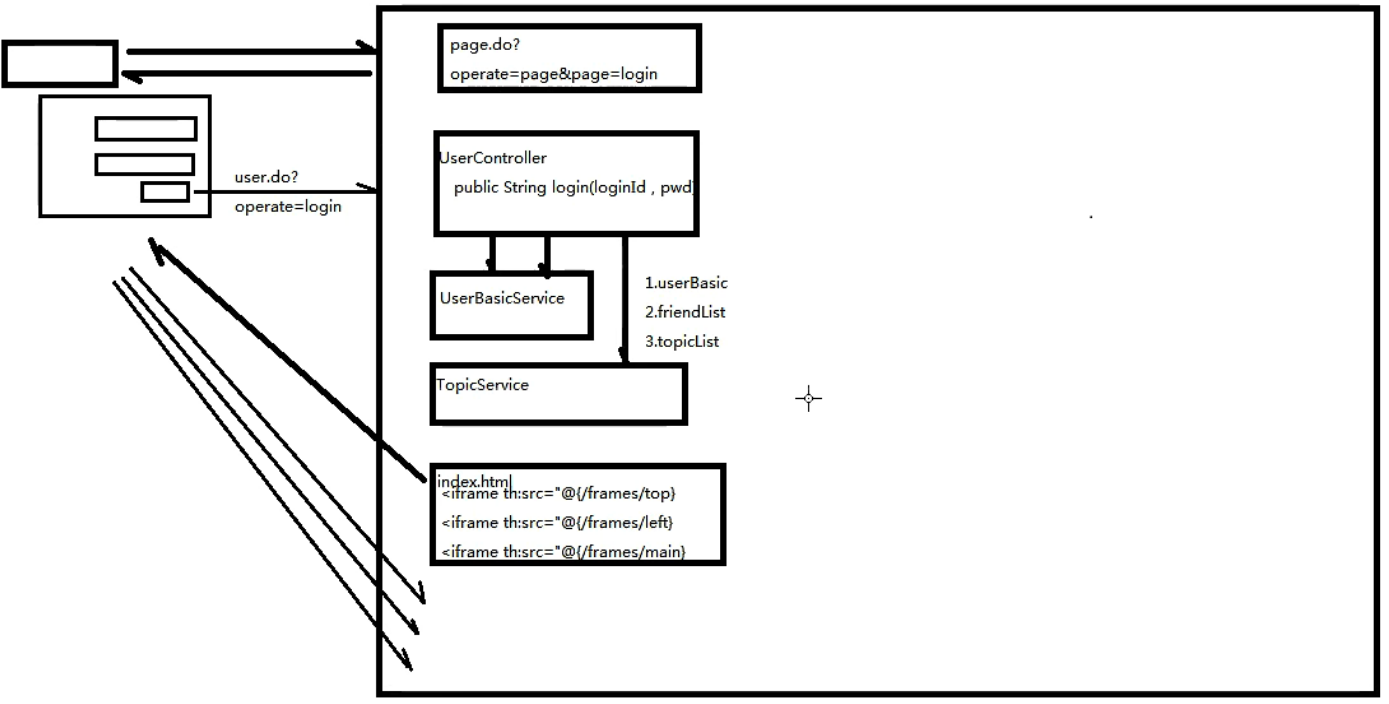 page.do?
operate=page&page=login
UserController
public String login(loginId , pwd)
user.do?
operate=login
UserBasicService
1.userBasic
2.friendList
3.topicList
TopicService
index.html
<iframe th:src="@{/frames/top}
<iframe th:src="@{/frames/left}
<iframe th:src="@{/frames/main}